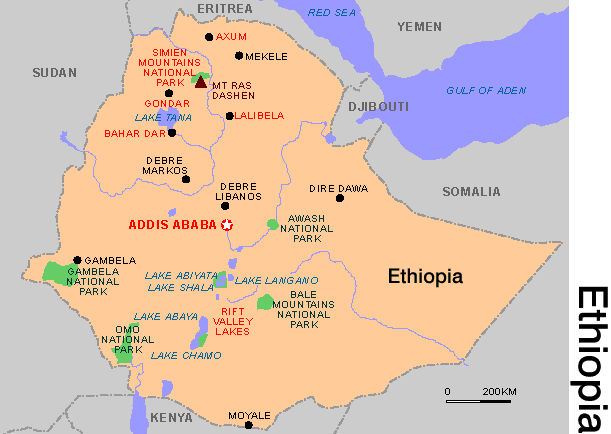 ERITREA
RED SEA
YEMEN
AXUM
SIMIEN
MOUNTAINS
NATIONAL
PARK
MEKELE
SUDAN
MT RAS
DASHEN
GULF OF ADEN
GONDAR
DJIBOUTI
LAKE TANA
LALIBELA
BAHAR DAR
DEBRE
MARKOS
DEBRE
LIBANOS
DIRE DAWA
SOMALIA
ADDIS ABABA
AWASH
NATIONAL
PARK
GAMBELA
GAMBELA
NATIONAL
PARK
LAKE ABIYATA
LAKE SHALA
LAKE LANGANO
Ethiopia
BALE
MOUNTAINS
NATIONAL
PARK
LAKE ABAYA
RIFT
VALLEY
LAKES
OMO
NATIONAL
PARK
LAKE CHAMO
0 200KM
KENYA
MOYALE
Ethiopia